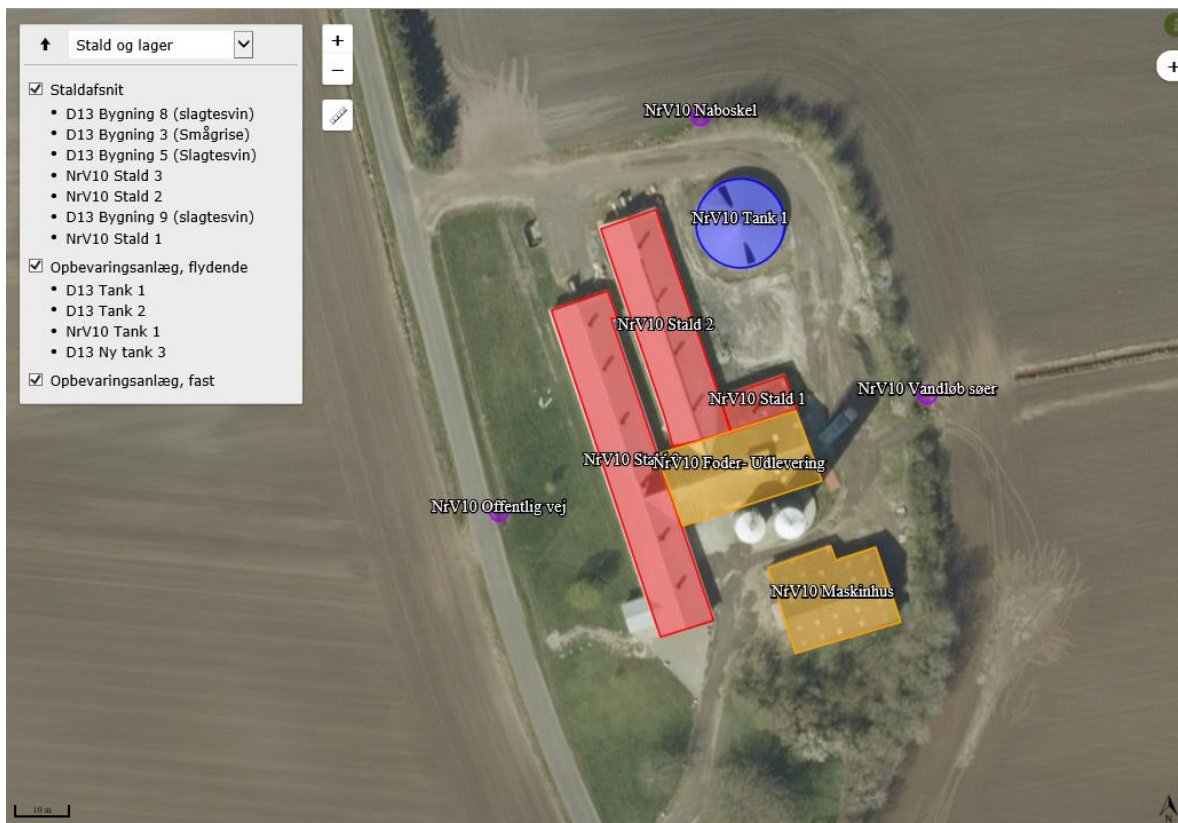 Stald og lager
Staldafsnit
D13 Bygning 8 (slagtesvin)
D13 Bygning 3 (Smågrise)
D13 Bygning 5 (Slagtesvin)
NrV10 Stald 3
NrV10 Stald 2
D13 Bygning 9 (slagtesvin)
NrV10 Stald 1
Opbevaringsanlæg, flydende
D13 Tank 1
D13 Tank 2
NrV10 Tank 1
D13 Ny tank 3
Opbevaringsanlæg, fast
NrV10 Naboskel
NrV10 Tank 1
NrV10 Stald 2
NrV10 Vandløb søer
NrV10 Stald 1
NrV10
NrV10 Foder- Udlevering
NrV10 Offentlig vej
NrV10 Maskinhus
10 m
N